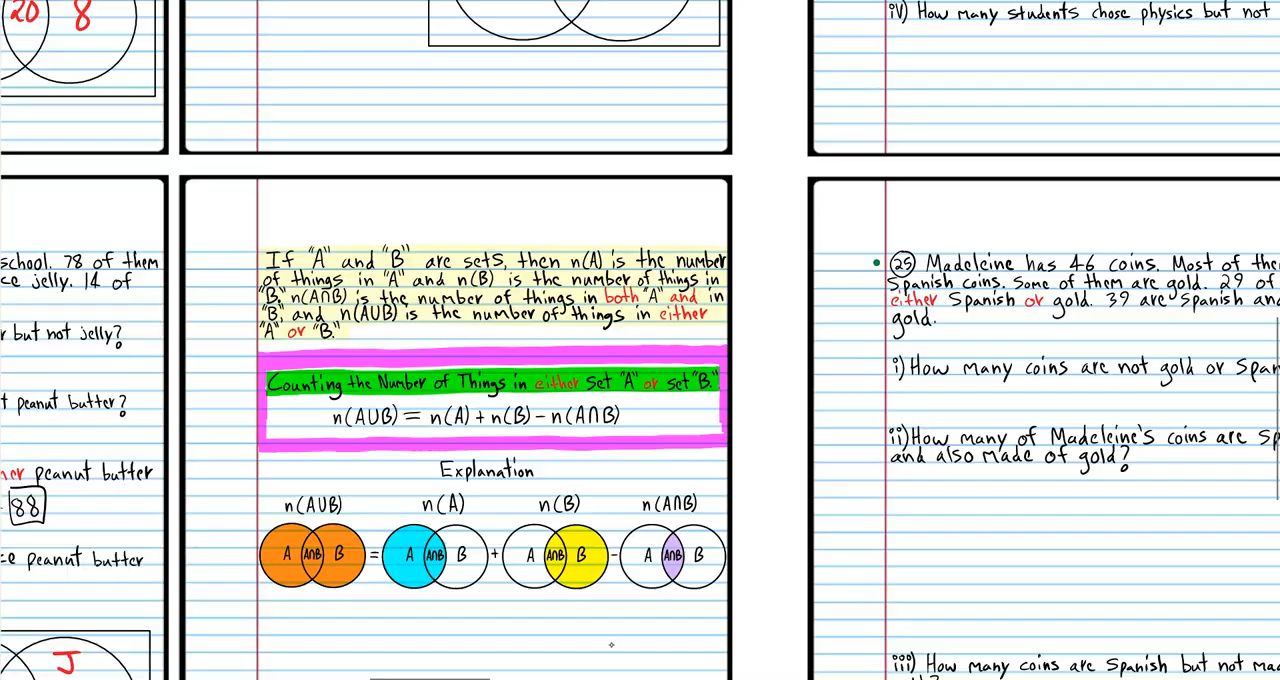 20 8
iv) How many students chose physics but not
school. 78 of them
ce jelly. 14 of
r but not jelly?
t peanut butter?
her peanut butter
88
ce peanut butter
J
If "A" and "B" are sets, then n(A) is the number
of things in "A" and n(B) is the number of things in
"B," n(A∩B) is the number of things in both "A" and in
"B," and n(A∪B) is the number of things in either
"A" or "B."
Counting the Number of Things in either Set "A" or set "B."
n(A∪B) = n(A) + n(B) - n(A∩B)
Explanation
n(A∪B) n(A) n(B) n(A∩B)
A A∩B B = A A∩B B + A A∩B B - A A∩B B
25 Madeleine has 46 coins. Most of the
Spanish coins. Some of them are gold. 29 of
either Spanish or gold. 39 are Spanish and
gold.
i) How many coins are not gold or Span
ii) How many of Madeleine's coins are Sp
and also made of gold?
iii) How many coins are Spanish but not ma